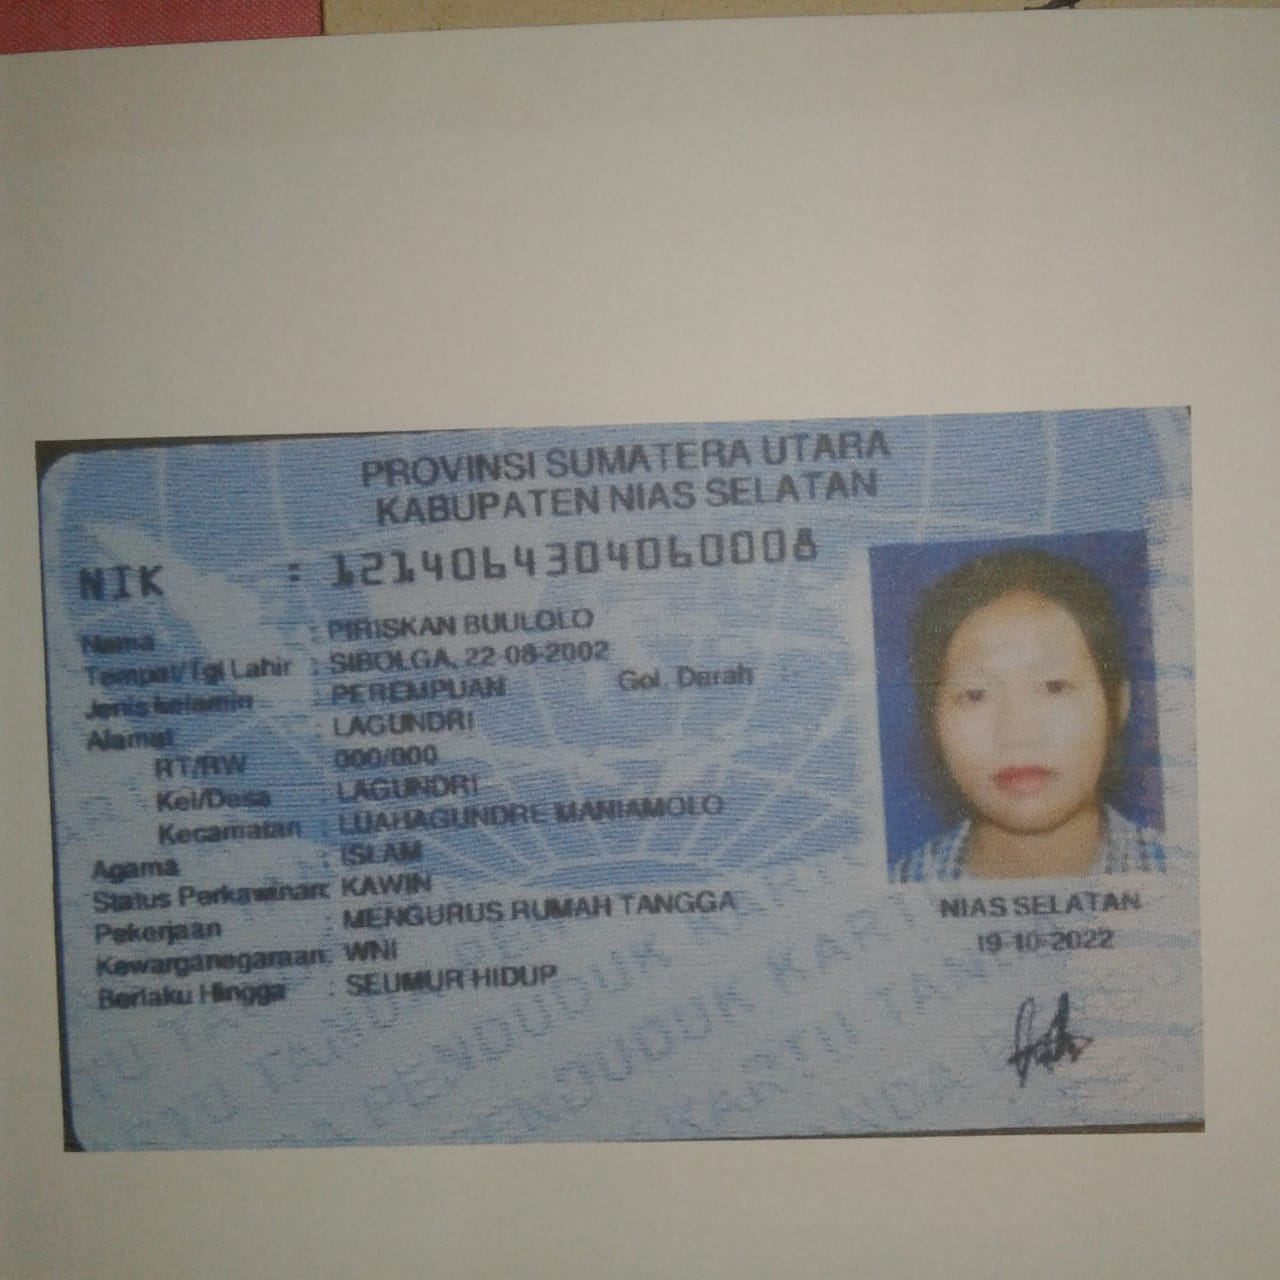 PROVINSI SUMATERA UTARA
KABUPATEN NIAS SELATAN
NIK : 1214064304060008
Nama : PIRISKAN BUULOLO
Tempat/Tgl Lahir : SIBOLGA, 22-08-2002
Jenis kelamin : PEREMPUAN Gol. Darah
Alamat : LAGUNDRI
RT/RW : 000/000
Kel/Desa : LAGUNDRI
Kecamatan : LUAHAGUNDRE MANIAMOLO
Agama : ISLAM
Status Perkawinan: KAWIN
Pekerjaan : MENGURUS RUMAH TANGGA
Kewarganegaraan: WNI
Berlaku Hingga : SEUMUR HIDUP
NIAS SELATAN
19-10-2022